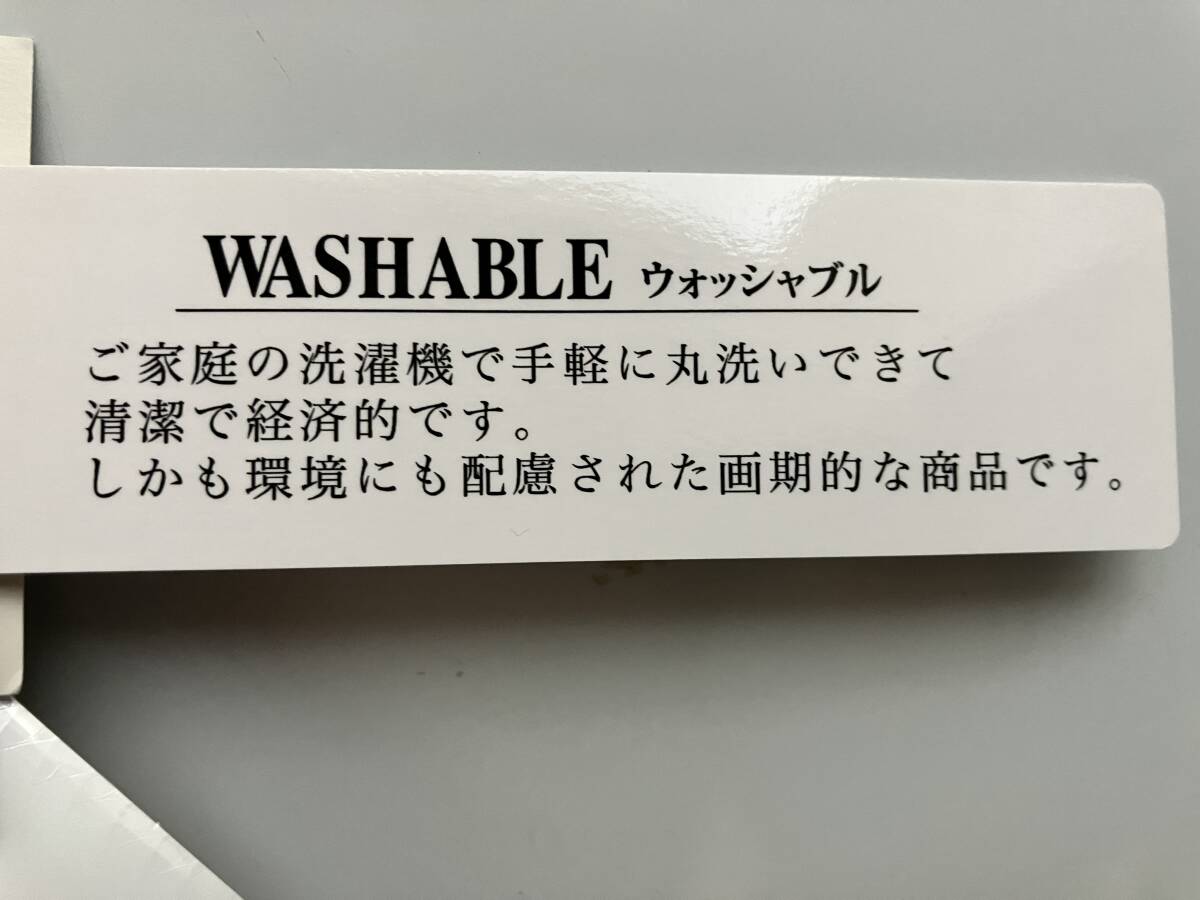 WASHABLE ウォッシャブル
ご家庭の洗濯機で手軽に丸洗いできて
清潔で経済的です。
しかも環境にも配慮された画期的な商品です。